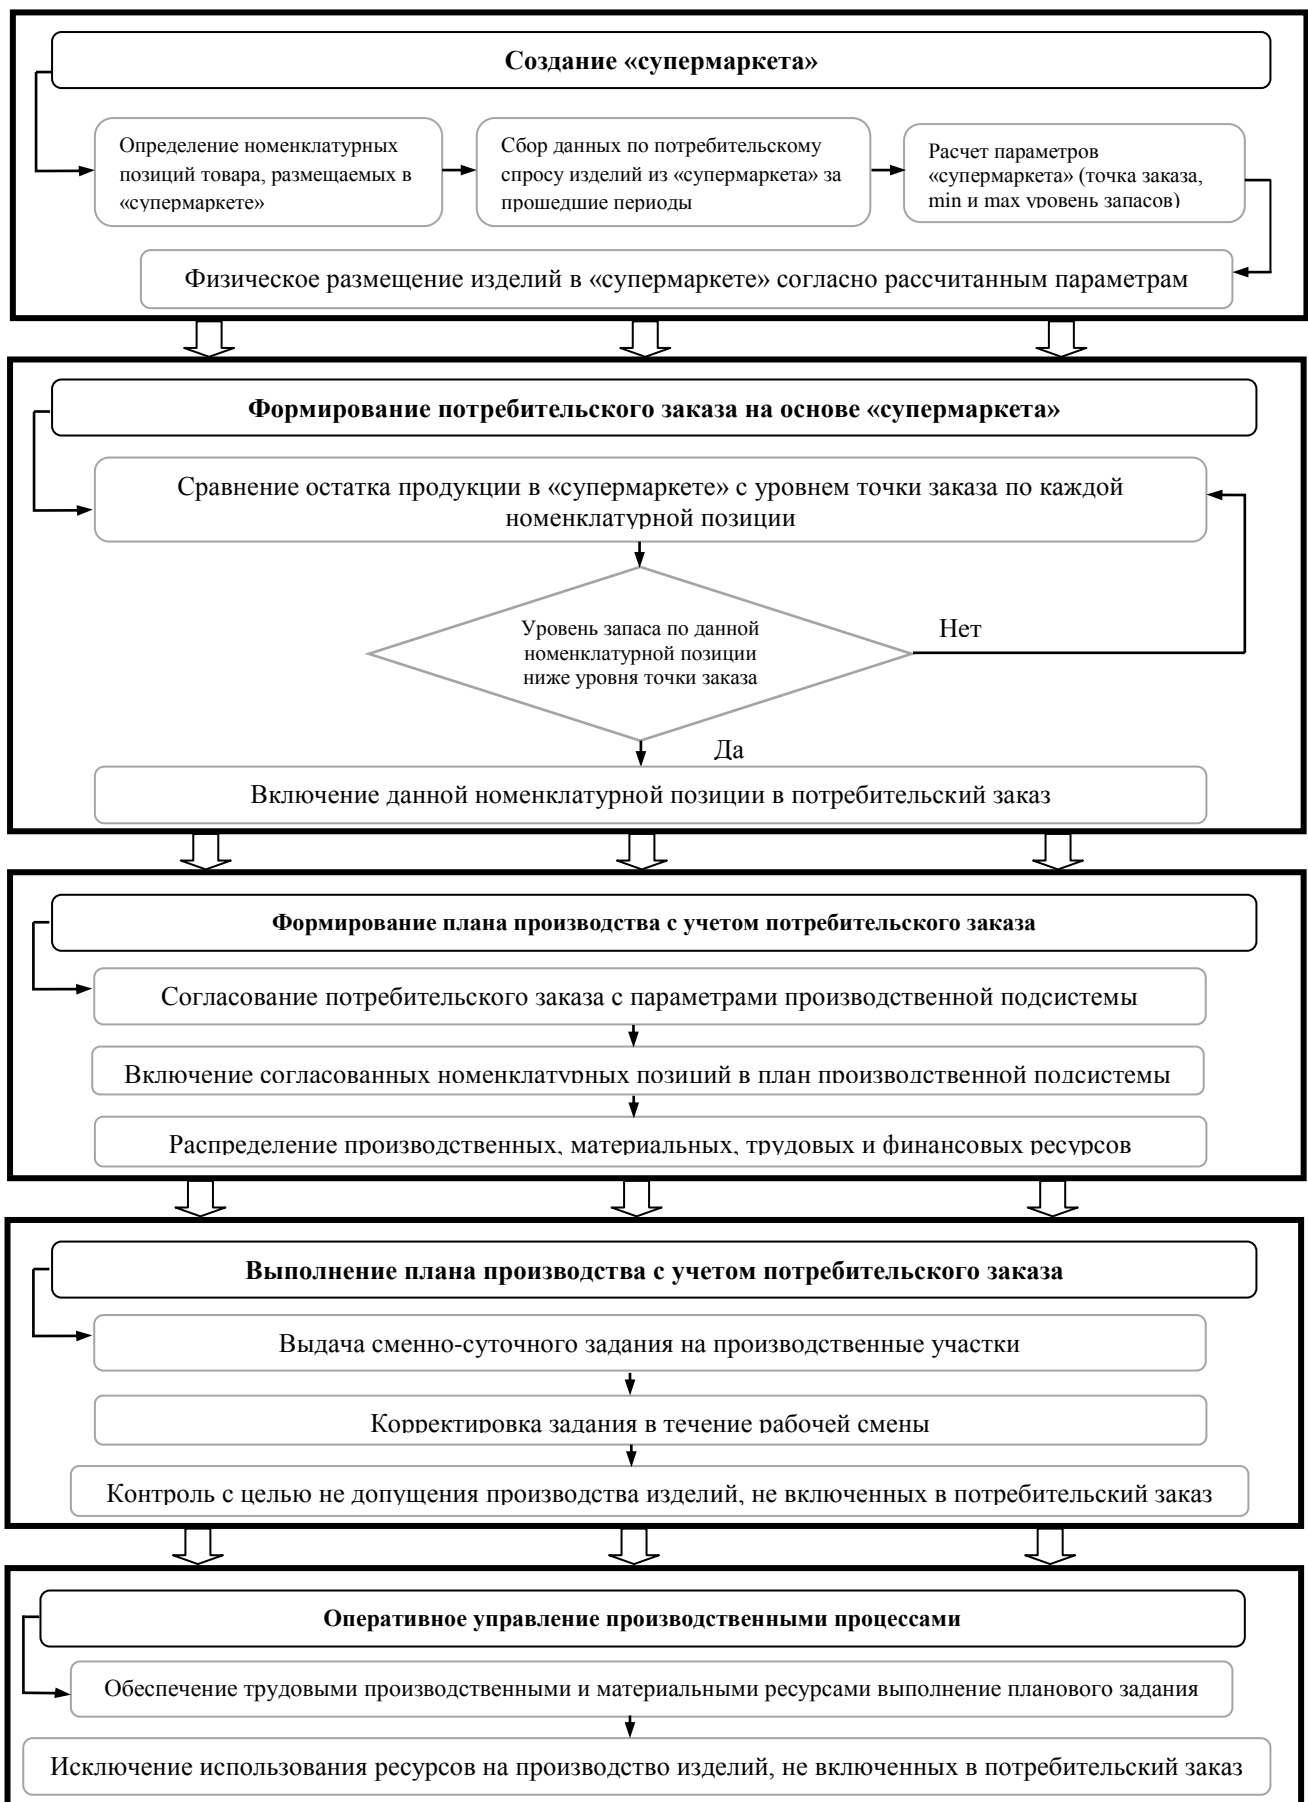 Создание «супермаркета»
Определение номенклатурных
позиций товара, размещаемых в
«супермаркете»
Сбор данных по потребительскому
спросу изделий из «супермаркета» за
прошедшие периоды
Расчет параметров
«супермаркета» (точка заказа,
min и max уровень запасов)
Физическое размещение изделий в «супермаркете» согласно рассчитанным параметрам
Формирование потребительского заказа на основе «супермаркета»
Сравнение остатка продукции в «супермаркете» с уровнем точки заказа по каждой
номенклатурной позиции
Уровень запаса по данной
номенклатурной позиции
ниже уровня точки заказа
Нет
Да
Включение данной номенклатурной позиции в потребительский заказ
Формирование плана производства с учетом потребительского заказа
Согласование потребительского заказа с параметрами производственной подсистемы
Включение согласованных номенклатурных позиций в план производственной подсистемы
Распределение производственных, материальных, трудовых и финансовых ресурсов
Выполнение плана производства с учетом потребительского заказа
Выдача сменно-суточного задания на производственные участки
Корректировка задания в течение рабочей смены
Контроль с целью не допущения производства изделий, не включенных в потребительский заказ
Оперативное управление производственными процессами
Обеспечение трудовыми производственными и материальными ресурсами выполнение планового задания
Исключение использования ресурсов на производство изделий, не включенных в потребительский заказ